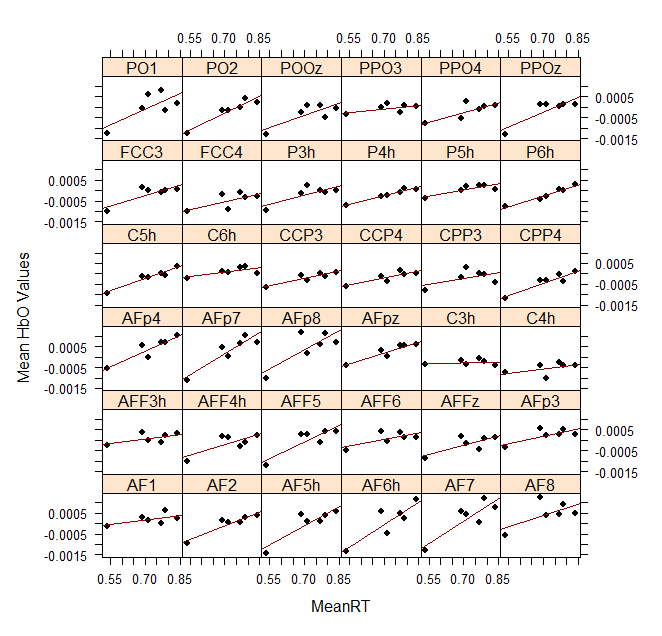 0.55 0.70 0.85 0.55 0.70 0.85 0.55 0.70 0.85
PO1 PO2 POOz PPO3 PPO4 PPOz
0.0005
-0.0005
-0.0015
FCC3 FCC4 P3h P4h P5h P6h
0.0005
-0.0005
-0.0015
C5h C6h CCP3 CCP4 CPP3 CPP4
0.0005
-0.0005
-0.0015
AFp4 AFp7 AFp8 AFpz C3h C4h
0.0005
-0.0005
-0.0015
AFF3h AFF4h AFF5 AFF6 AFFz AFp3
0.0005
-0.0005
-0.0015
AF1 AF2 AF5h AF6h AF7 AF8
0.0005
-0.0005
-0.0015
0.55 0.70 0.85 0.55 0.70 0.85 0.55 0.70 0.85
MeanRT
Mean HbO Values